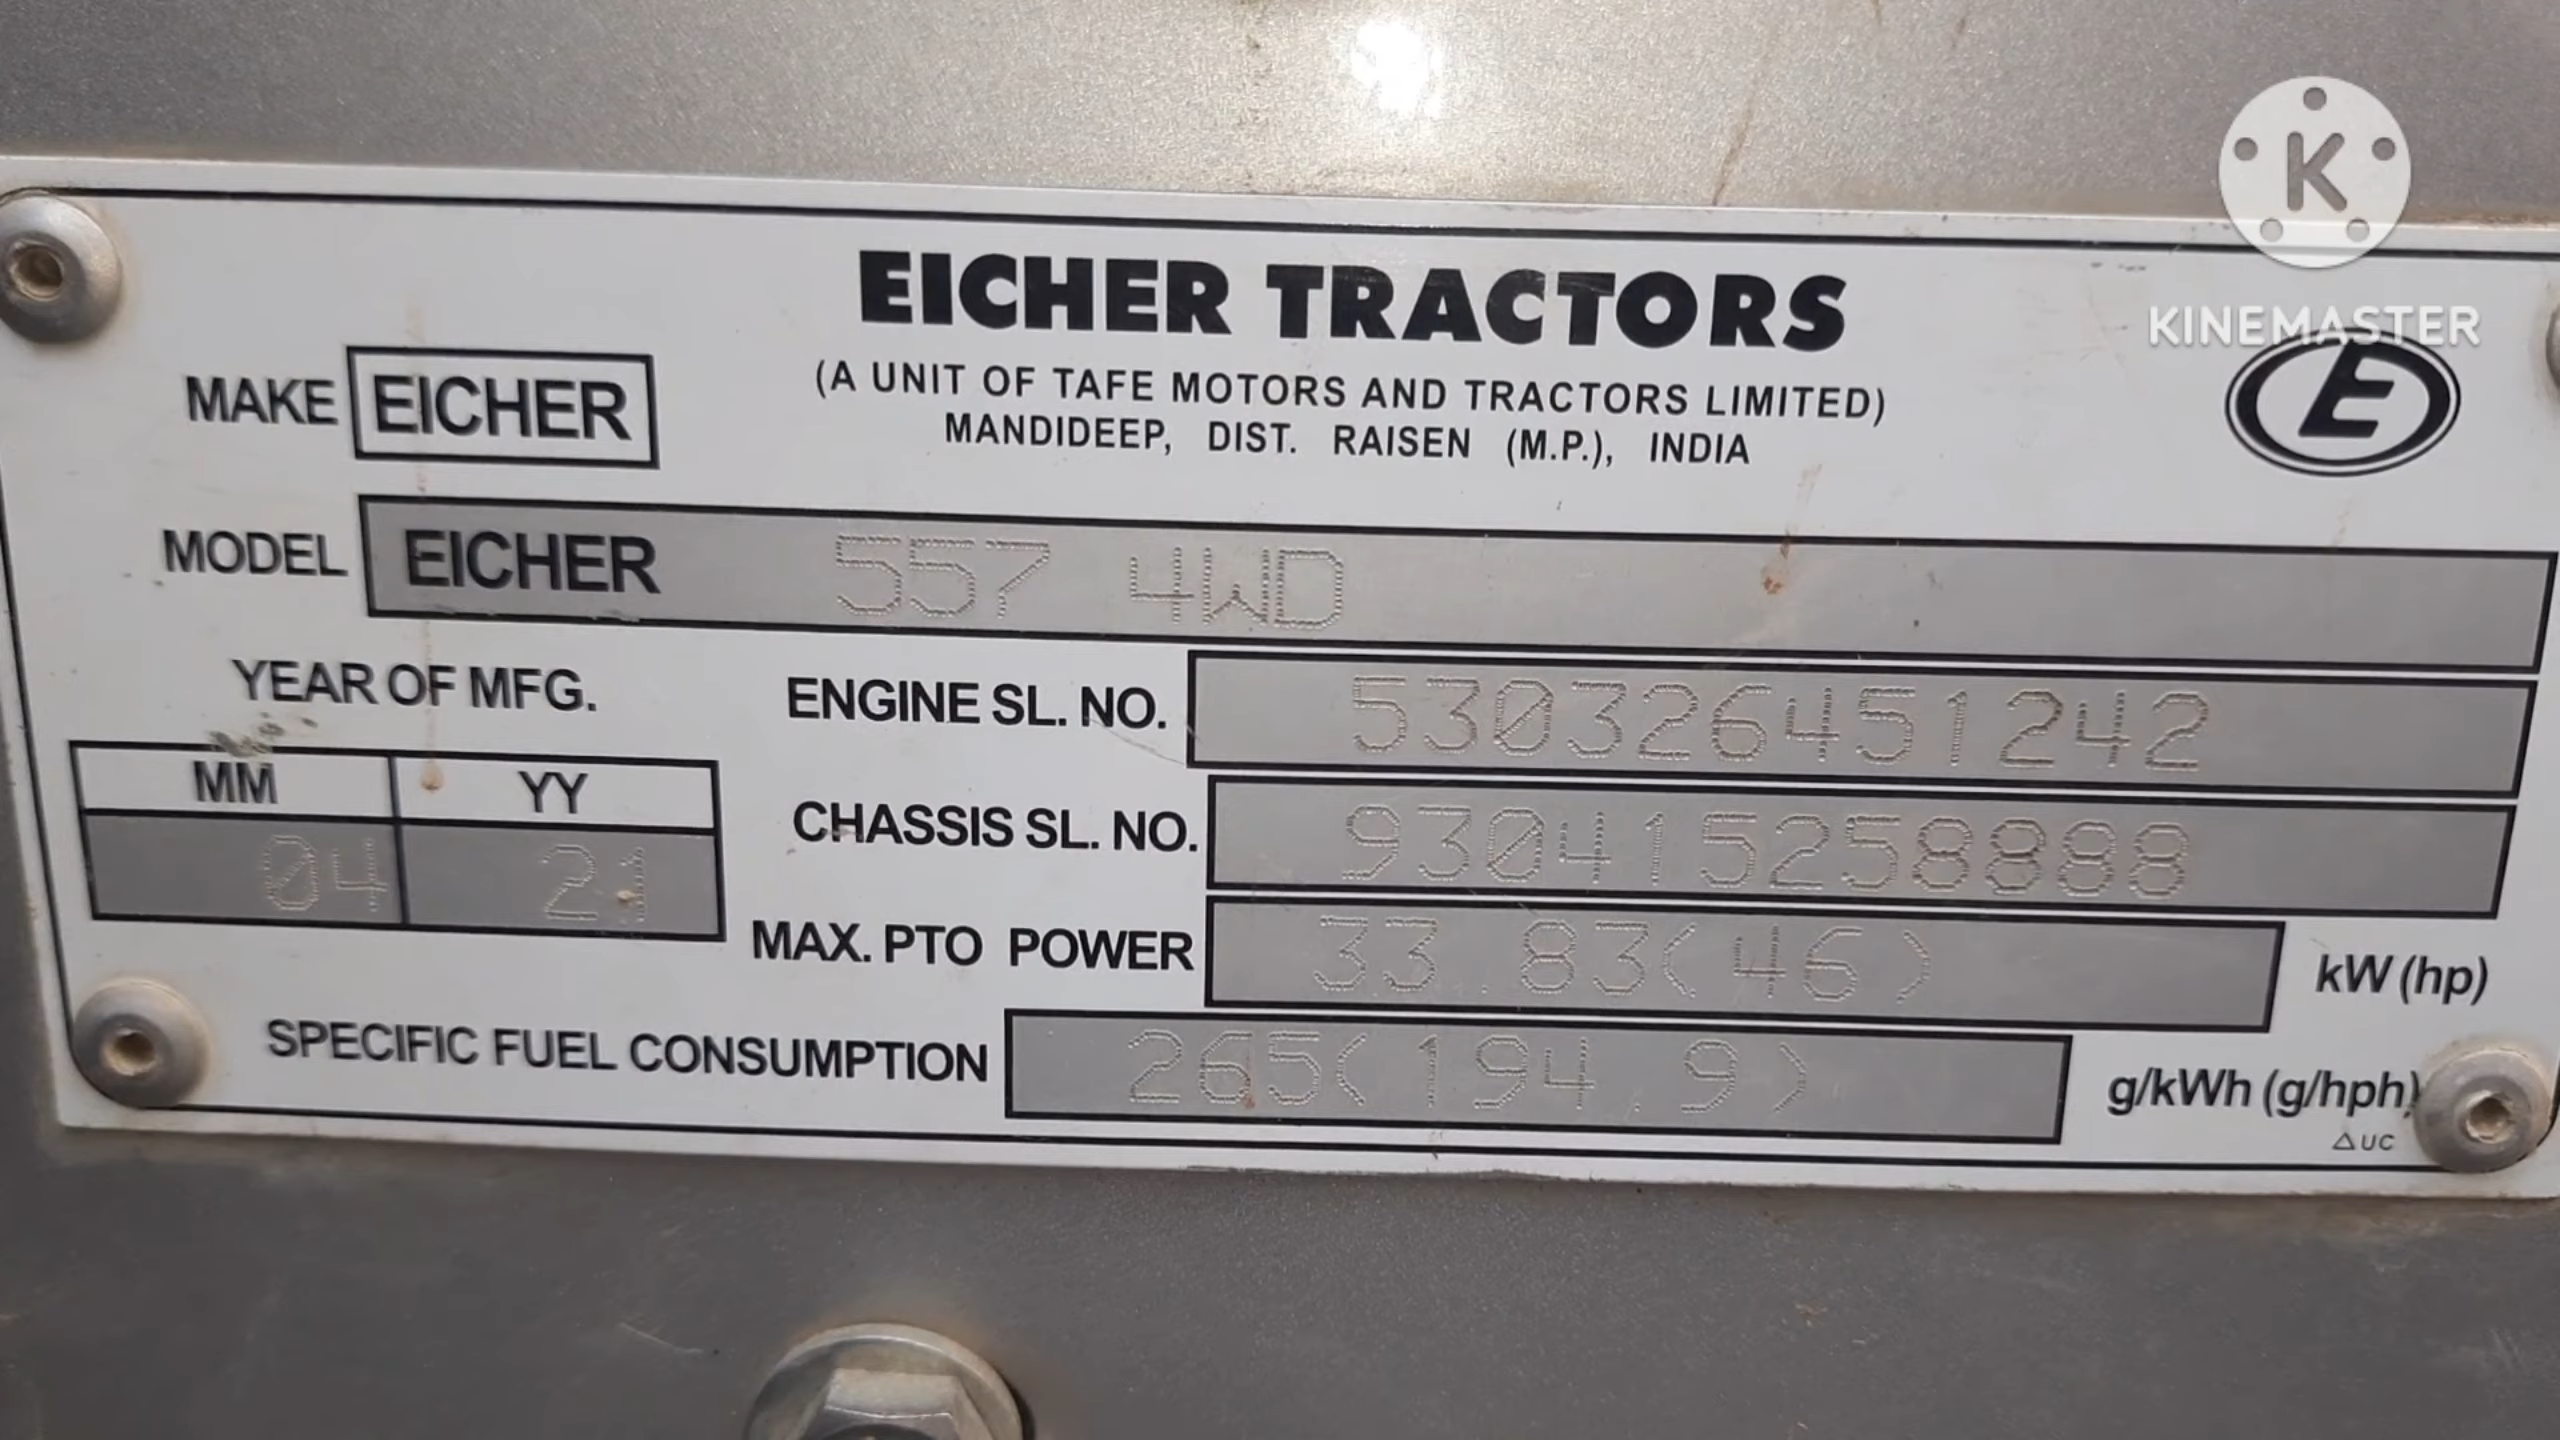 K
KINEMASTER
EICHER TRACTORS
(A UNIT OF TAFE MOTORS AND TRACTORS LIMITED)
MANDIDEEP, DIST. RAISEN (M.P.), INDIA
E
MAKE EICHER
MODEL EICHER 557 4WD
YEAR OF MFG.
MM YY
04 21
ENGINE SL. NO. 530326451242
CHASSIS SL. NO. 930415258888
MAX. PTO POWER 33.83(46) kW (hp)
SPECIFIC FUEL CONSUMPTION 265(194.9) g/kWh (g/hph)
△UC